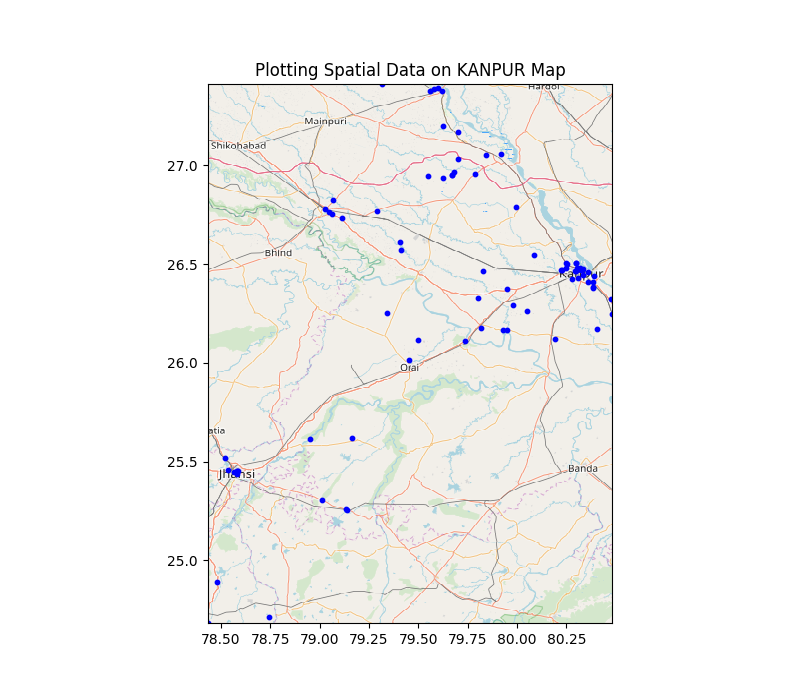 Plotting Spatial Data on KANPUR Map
Hardoi
Mainpuri
Shikohabad
27.0
Bhind
26.5
Kanpur
26.0
Orai
atia
25.5
Jhansi
Banda
25.0
78.50 78.75 79.00 79.25 79.50 79.75 80.00 80.25